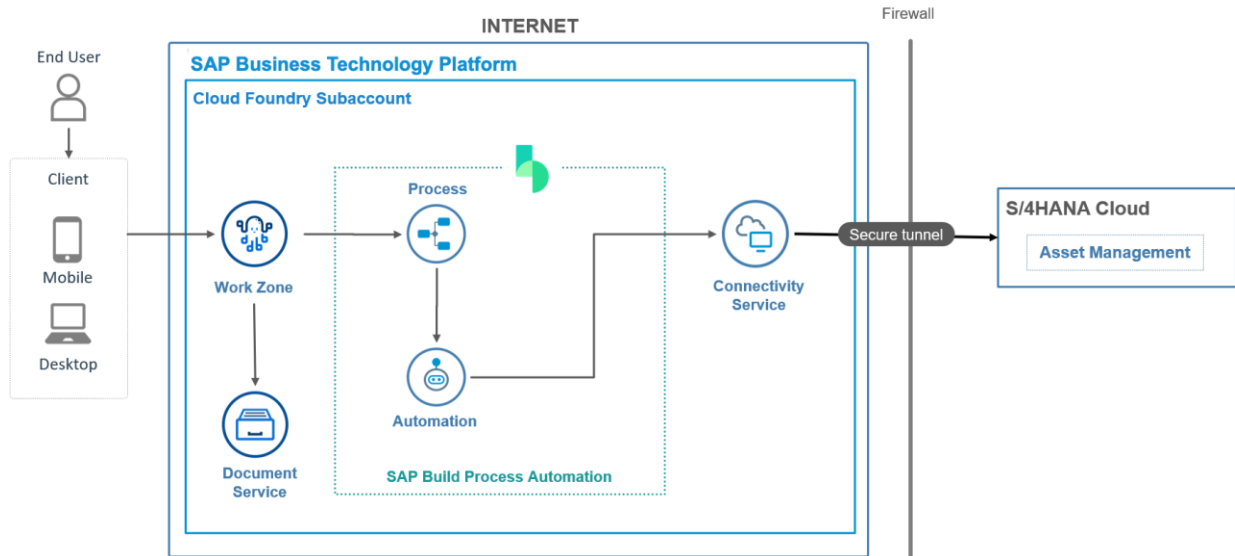 INTERNET
Firewall
End User
SAP Business Technology Platform
Cloud Foundry Subaccount
Client
Mobile
Desktop
Work Zone
Document
Service
Process
Automation
SAP Build Process Automation
Connectivity
Service
Secure tunnel
S/4HANA Cloud
Asset Management